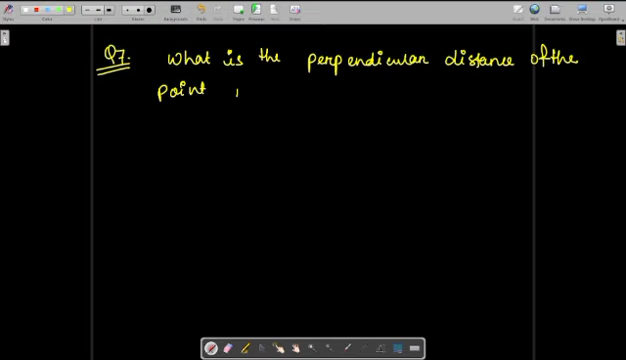 Q7. What is the perpendicular distance of the
point